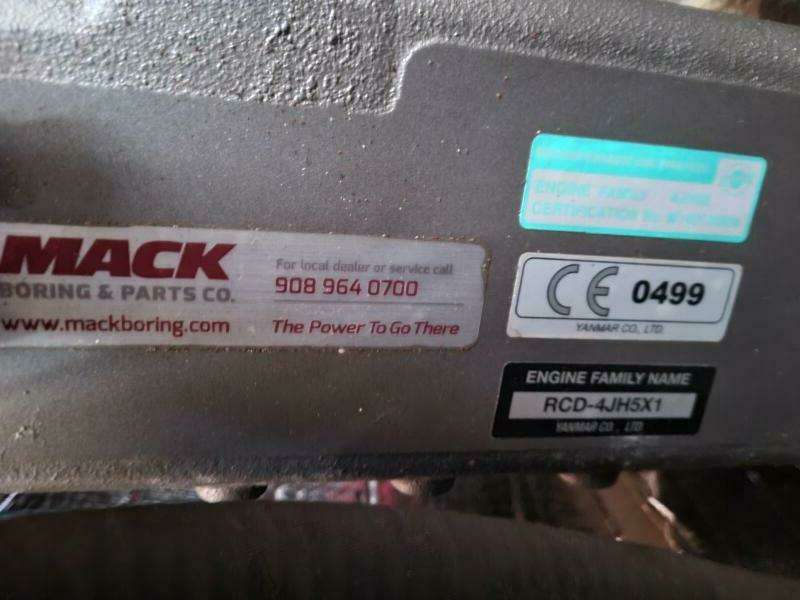 MACK
BORING & PARTS CO.
www.mackboring.com
For local dealer or service call
908 964 0700
The Power To Go There
ENGINE FAMILY
CERTIFICATION No.
CE 0499
YANMAR CO., LTD.
ENGINE FAMILY NAME
RCD-4JH5X1
YANMAR CO., LTD.